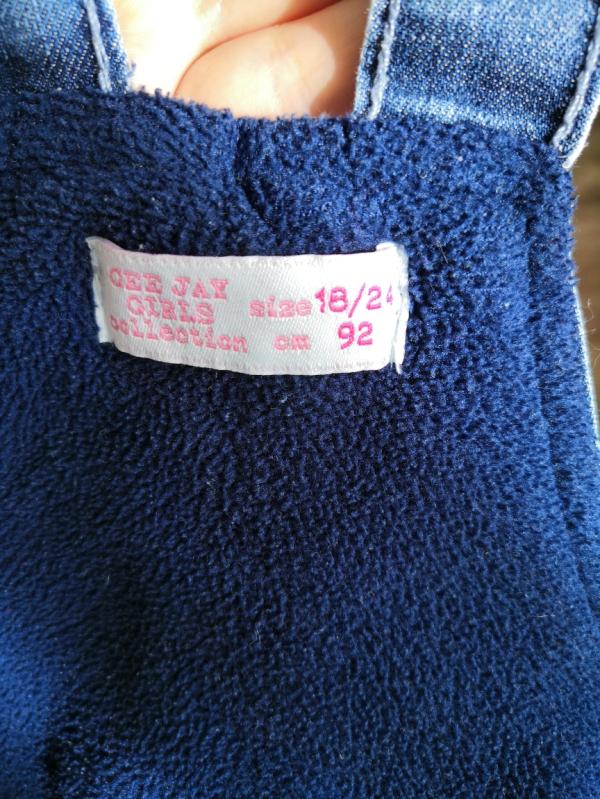 GEE JAY
GIRLS
collection
size 18/24
cm 92